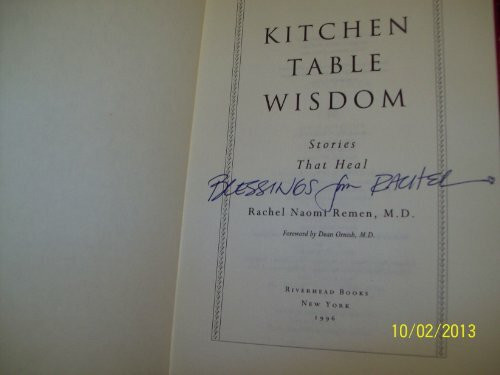 KITCHEN
TABLE
WISDOM
Stories
That Heal
BLESSINGS from RACHEL
Rachel Naomi Remen, M.D.
Foreword by Dean Ornish, M.D.
RIVERHEAD BOOKS
NEW YORK
1996
10/02/2013